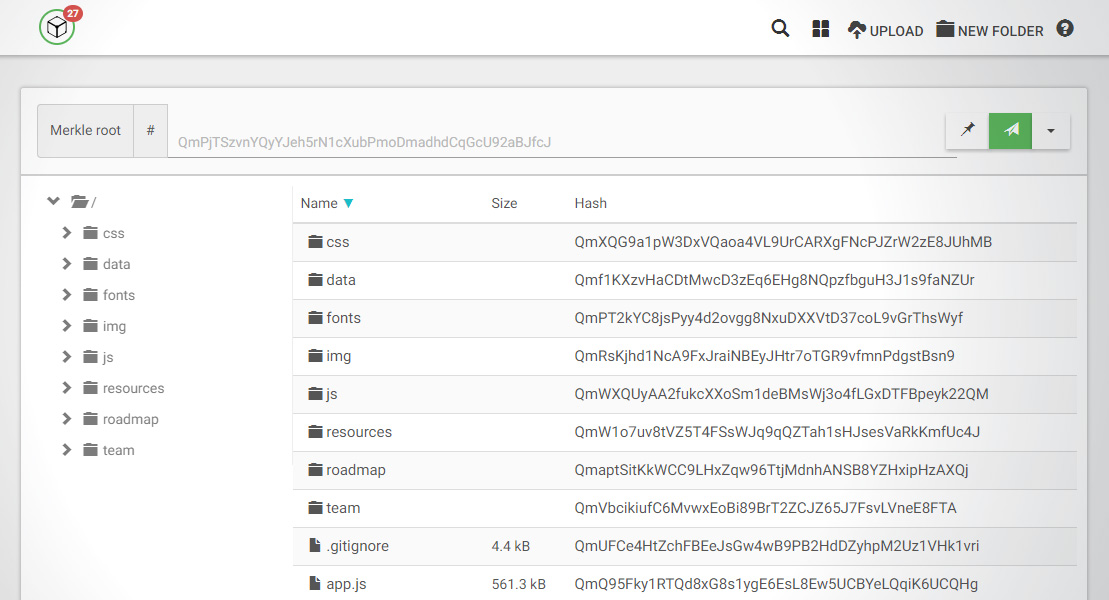 27
UPLOAD NEW FOLDER
Merkle root # QmPjTSzvnYQyYJeh5rN1cXubPmoDmadhdCqGcU92aBJfcJ
/
css
data
fonts
img
js
resources
roadmap
team
Name Size Hash
css QmXQG9a1pW3DxVQaoa4VL9UrCARXgFNcPJZrW2zE8JUhMB
data Qmf1KXzvHaCDtMwcD3zEq6EHg8NQpzfbguH3J1s9faNZUr
fonts QmPT2kYC8jsPyy4d2ovgg8NxuDXXVtD37coL9vGrThsWyf
img QmRsKjhd1NcA9FxJraiNBEyJHtr7oTGR9vfmnPdgstBsn9
js QmWXQUyAA2fukcXXoSm1deBMsWj3o4fLGxDTFBpeyk22QM
resources QmW1o7uv8tVZ5T4FSsWJq9qQZTah1sHJsesVaRkKmfUc4J
roadmap QmaptSitKkWCC9LHxZqw96TtjMdnhANSB8YZHxipHzAXQj
team QmVbcikiufC6MvwxEoBi89BrT2ZCJZ65J7FsvLVneE8FTA
.gitignore 4.4 kB QmUFCe4HtZchFBEeJsGw4wB9PB2HdDZyhpM2Uz1VHk1vri
app.js 561.3 kB QmQ95Fky1RTQd8xG8s1ygE6EsL8Ew5UCBYeLQqiK6UCQHg